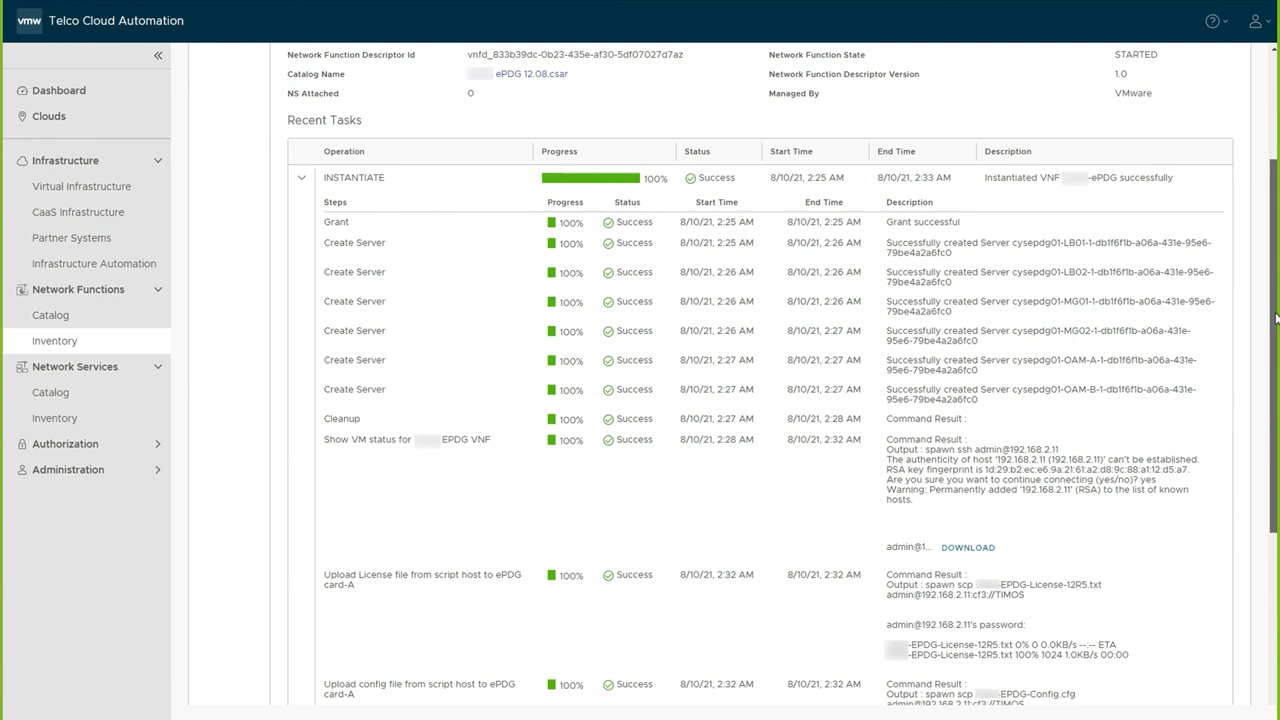 vmw Telco Cloud Automation
Dashboard
Clouds
Infrastructure
Virtual Infrastructure
CaaS Infrastructure
Partner Systems
Infrastructure Automation
Network Functions
Catalog
Inventory
Network Services
Catalog
Inventory
Authorization
Administration
Network Function Descriptor Id vnfd_833b39dc-0b23-435e-af30-5df07027d7az Network Function State STARTED
Catalog Name ePDG 12.08.csar Network Function Descriptor Version 1.0
NS Attached 0 Managed By VMware
Recent Tasks
Operation Progress Status Start Time End Time Description
INSTANTIATE 100% Success 8/10/21, 2:25 AM 8/10/21, 2:33 AM Instantiated VNF -ePDG successfully
Steps Progress Status Start Time End Time Description
Grant 100% Success 8/10/21, 2:25 AM 8/10/21, 2:25 AM Grant successful
Create Server 100% Success 8/10/21, 2:25 AM 8/10/21, 2:26 AM Successfully created Server cysepdg01-LB01-1-db1f6f1b-a06a-431e-95e6-
79be4a2a6fc0
Create Server 100% Success 8/10/21, 2:26 AM 8/10/21, 2:26 AM Successfully created Server cysepdg01-LB02-1-db1f6f1b-a06a-431e-95e6-
79be4a2a6fc0
Create Server 100% Success 8/10/21, 2:26 AM 8/10/21, 2:26 AM Successfully created Server cysepdg01-MG01-1-db1f6f1b-a06a-431e-95e6-
79be4a2a6fc0
Create Server 100% Success 8/10/21, 2:26 AM 8/10/21, 2:27 AM Successfully created Server cysepdg01-MG02-1-db1f6f1b-a06a-431e-
95e6-79be4a2a6fc0
Create Server 100% Success 8/10/21, 2:27 AM 8/10/21, 2:27 AM Successfully created Server cysepdg01-OAM-A-1-db1f6f1b-a06a-431e-
95e6-79be4a2a6fc0
Create Server 100% Success 8/10/21, 2:27 AM 8/10/21, 2:27 AM Successfully created Server cysepdg01-OAM-B-1-db1f6f1b-a06a-431e-
95e6-79be4a2a6fc0
Cleanup 100% Success 8/10/21, 2:27 AM 8/10/21, 2:28 AM Command Result :
Show VM status for EPDG VNF 100% Success 8/10/21, 2:28 AM 8/10/21, 2:32 AM Command Result :
Output : spawn ssh admin@192.168.2.11
The authenticity of host '192.168.2.11 (192.168.2.11)' can't be established.
RSA key fingerprint is 1d:29:b2:ec:e6:9a:21:61:a2:d8:9c:88:a1:12:d5:a7.
Are you sure you want to continue connecting (yes/no)? yes
Warning: Permanently added '192.168.2.11' (RSA) to the list of known
hosts.
admin@1... DOWNLOAD
Upload License file from script host to ePDG 100% Success 8/10/21, 2:32 AM 8/10/21, 2:32 AM Command Result :
card-A Output : spawn scp -EPDG-License-12R5.txt
admin@192.168.2.11:cf3://TIMOS
admin@192.168.2.11's password:
-EPDG-License-12R5.txt 0% 0 0.0KB/s --:-- ETA
-EPDG-License-12R5.txt 100% 1024 1.0KB/s 00:00
Upload config file from script host to ePDG 100% Success 8/10/21, 2:32 AM 8/10/21, 2:32 AM Command Result :
card-A Output : spawn scp -EPDG-Config.cfg
admin@192.168.2.11:cf3://TIMOS